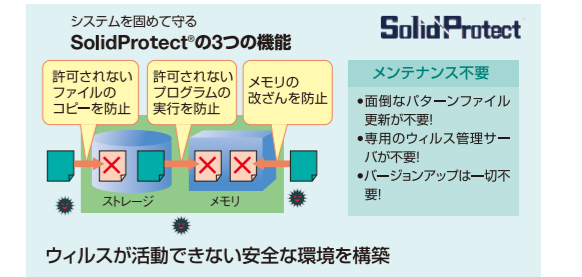 システムを固めて守る
SolidProtect®の3つの機能
SolidProtect™
許可されない
ファイルの
コピーを防止
許可されない
プログラムの
実行を防止
メモリの
改ざんを防止
ストレージ
メモリ
メンテナンス不要
●面倒なパターンファイル
更新が不要!
●専用のウィルス管理サー
バが不要!
●バージョンアップは一切不
要!
ウィルスが活動できない安全な環境を構築